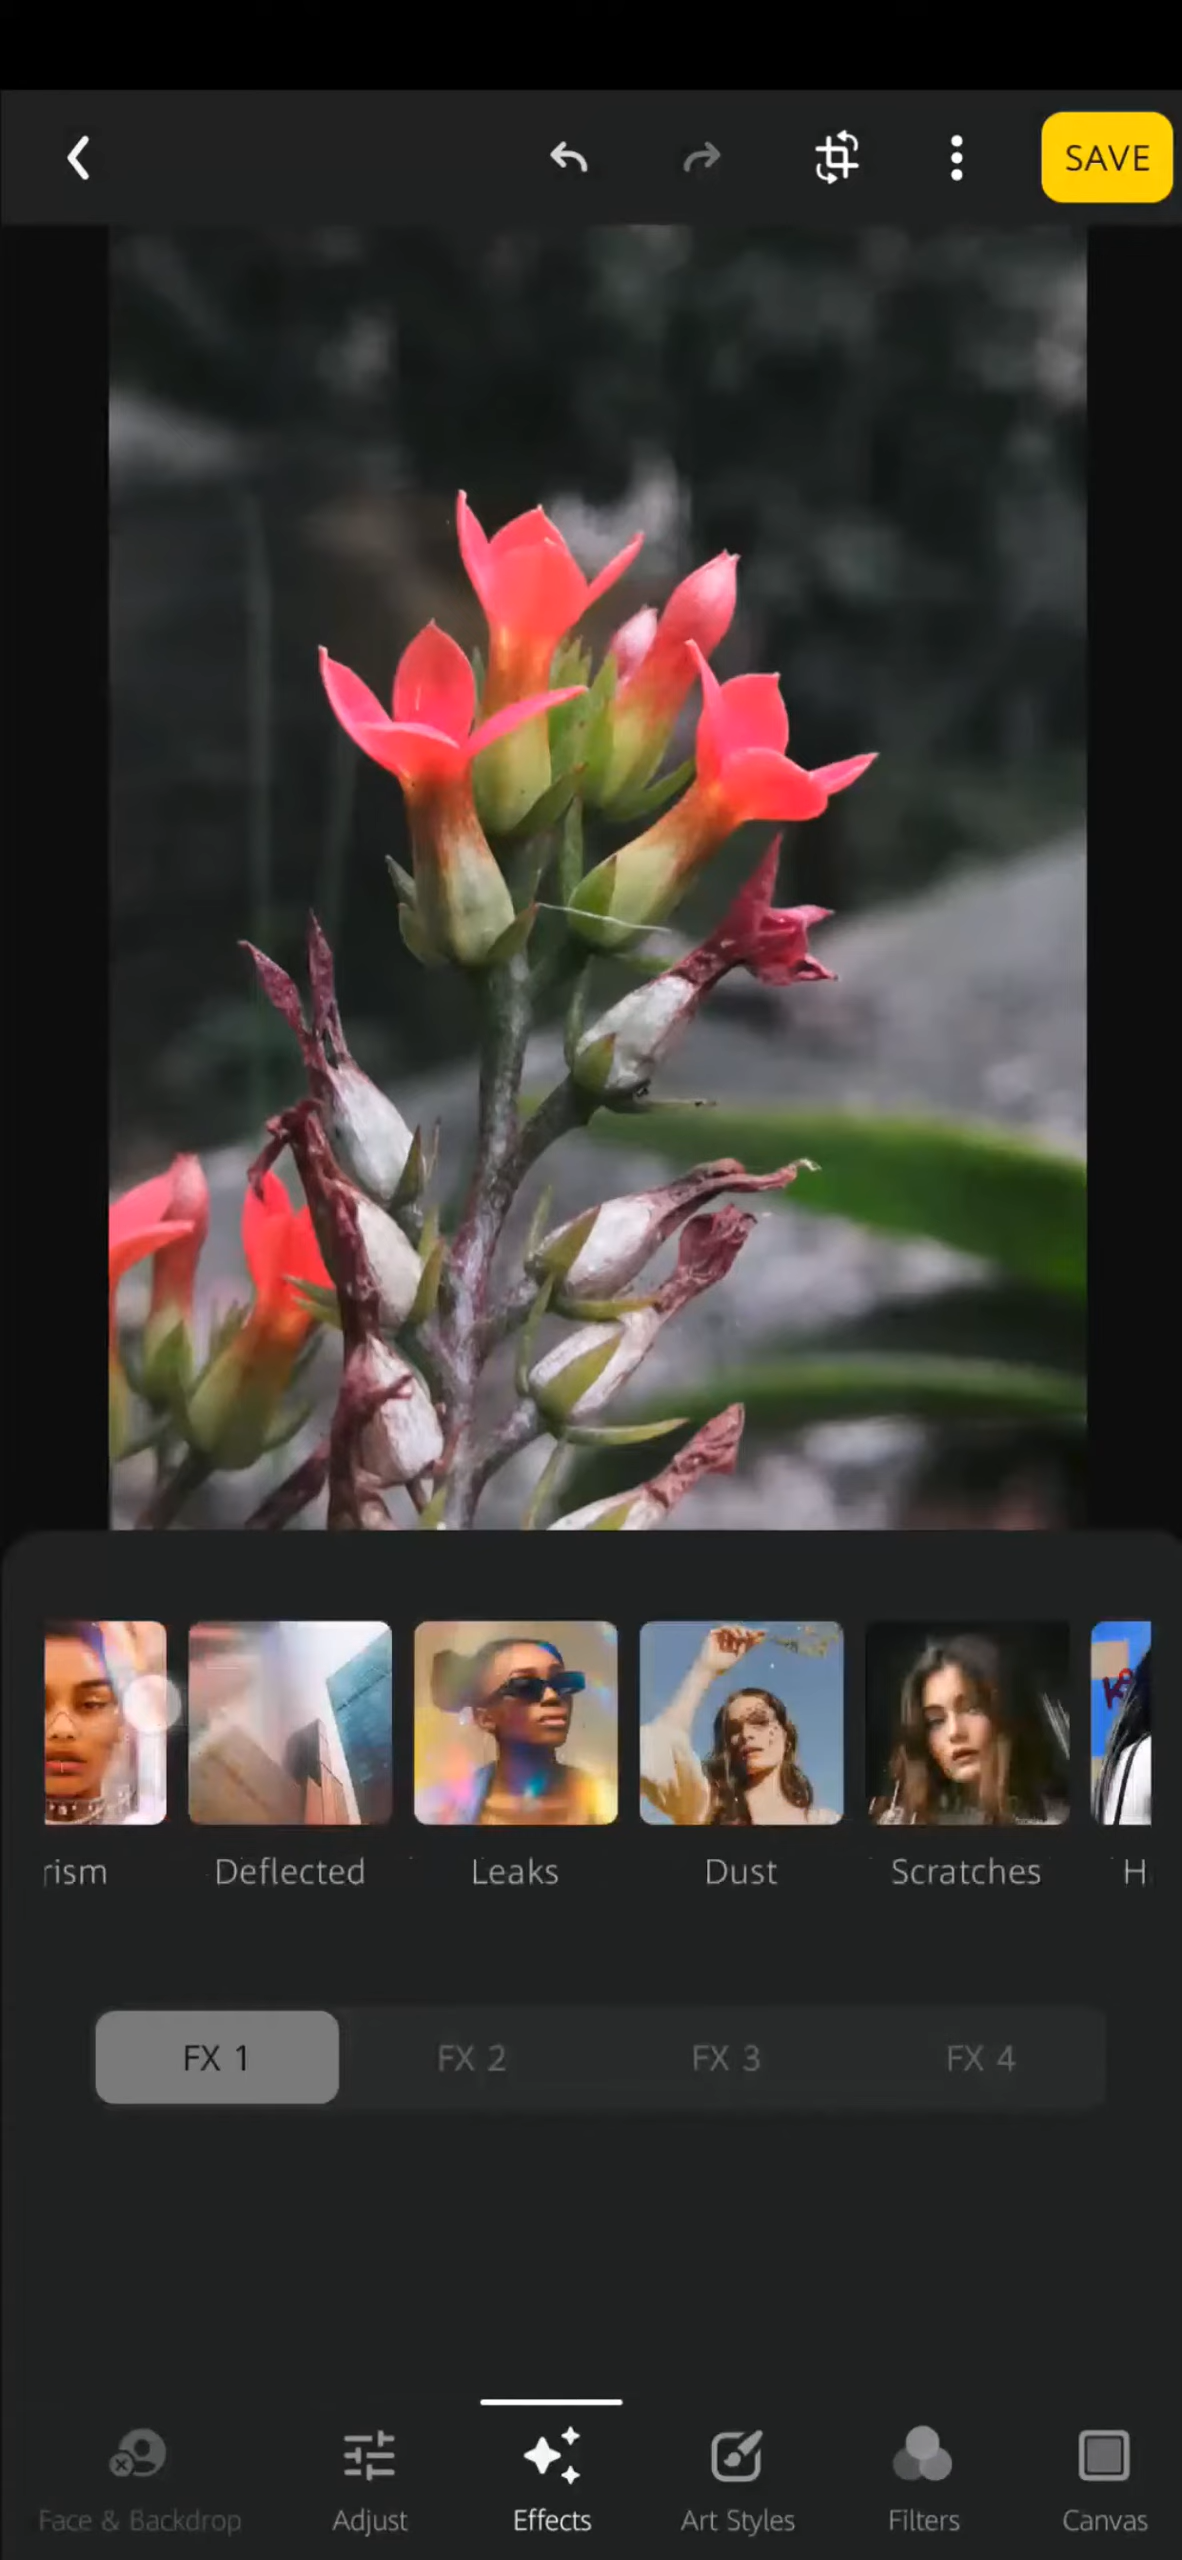 SAVE
rism Deflected Leaks Dust Scratches H
FX 1 FX 2 FX 3 FX 4
Face & Backdrop Adjust Effects Art Styles Filters Canvas